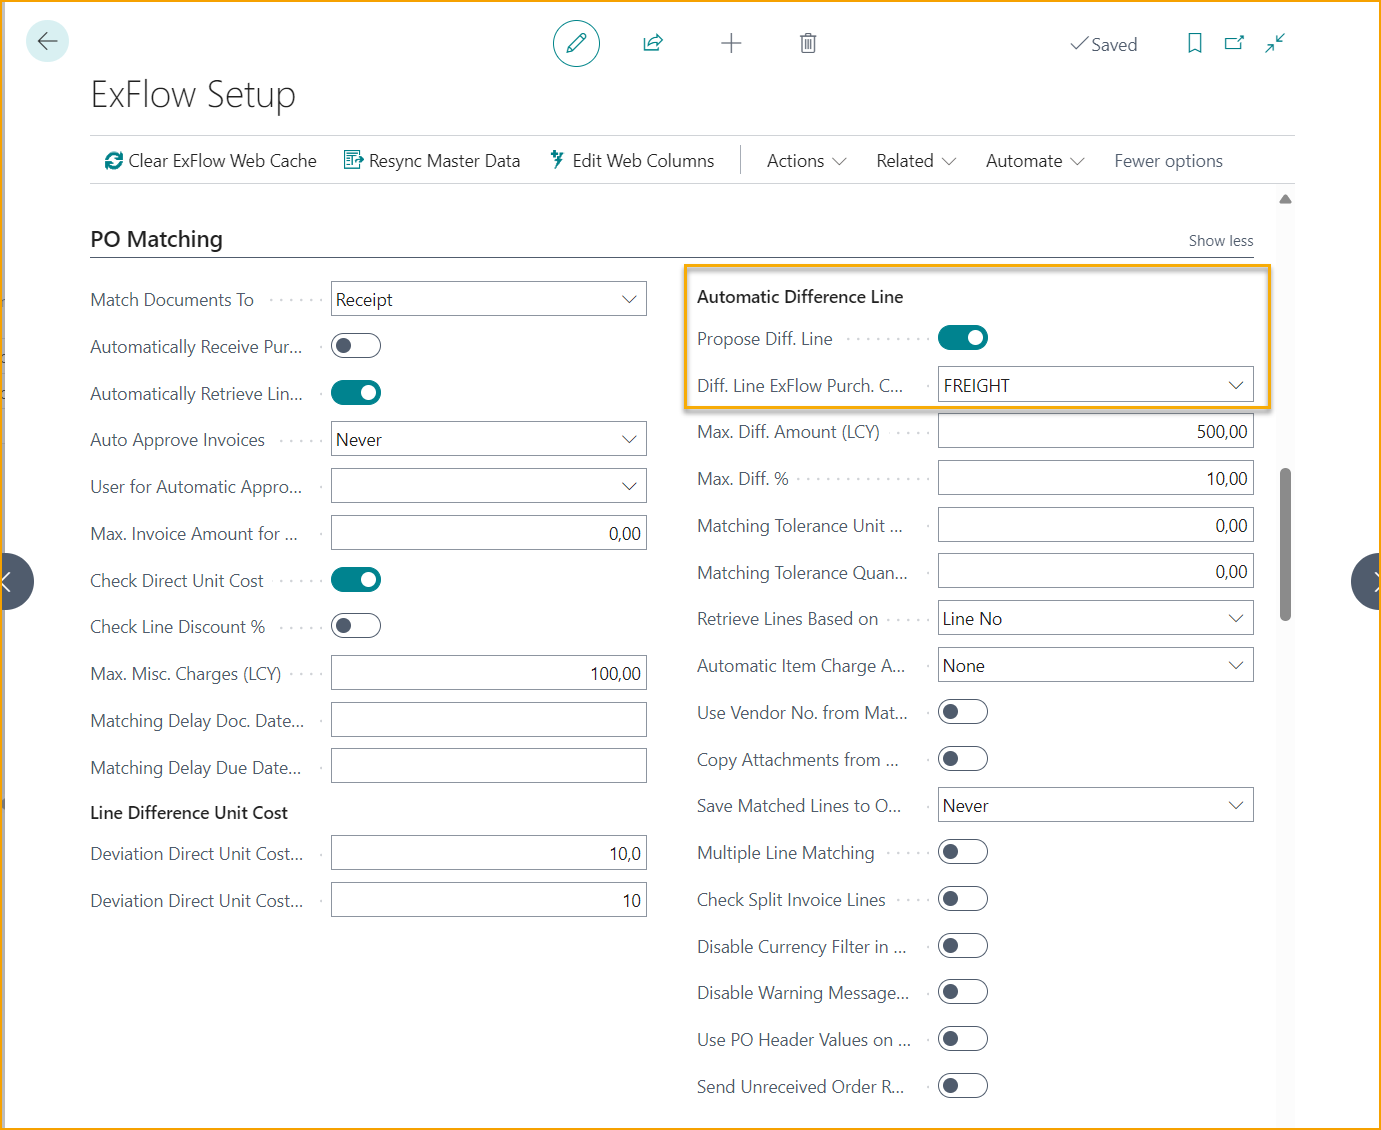 Saved
ExFlow Setup
Clear ExFlow Web Cache Resync Master Data Edit Web Columns Actions Related Automate Fewer options
PO Matching
Show less
Match Documents To Receipt
Automatically Receive Pur...
Automatically Retrieve Lin...
Auto Approve Invoices Never
User for Automatic Appro...
Max. Invoice Amount for ... 0,00
Check Direct Unit Cost
Check Line Discount %
Max. Misc. Charges (LCY) 100,00
Matching Delay Doc. Date...
Matching Delay Due Date...
Line Difference Unit Cost
Deviation Direct Unit Cost... 10,0
Deviation Direct Unit Cost... 10
Automatic Difference Line
Propose Diff. Line
Diff. Line ExFlow Purch. C... FREIGHT
Max. Diff. Amount (LCY) 500,00
Max. Diff. % 10,00
Matching Tolerance Unit ... 0,00
Matching Tolerance Quan... 0,00
Retrieve Lines Based on Line No
Automatic Item Charge A... None
Use Vendor No. from Mat...
Copy Attachments from ...
Save Matched Lines to O... Never
Multiple Line Matching
Check Split Invoice Lines
Disable Currency Filter in ...
Disable Warning Message...
Use PO Header Values on ...
Send Unreceived Order R...